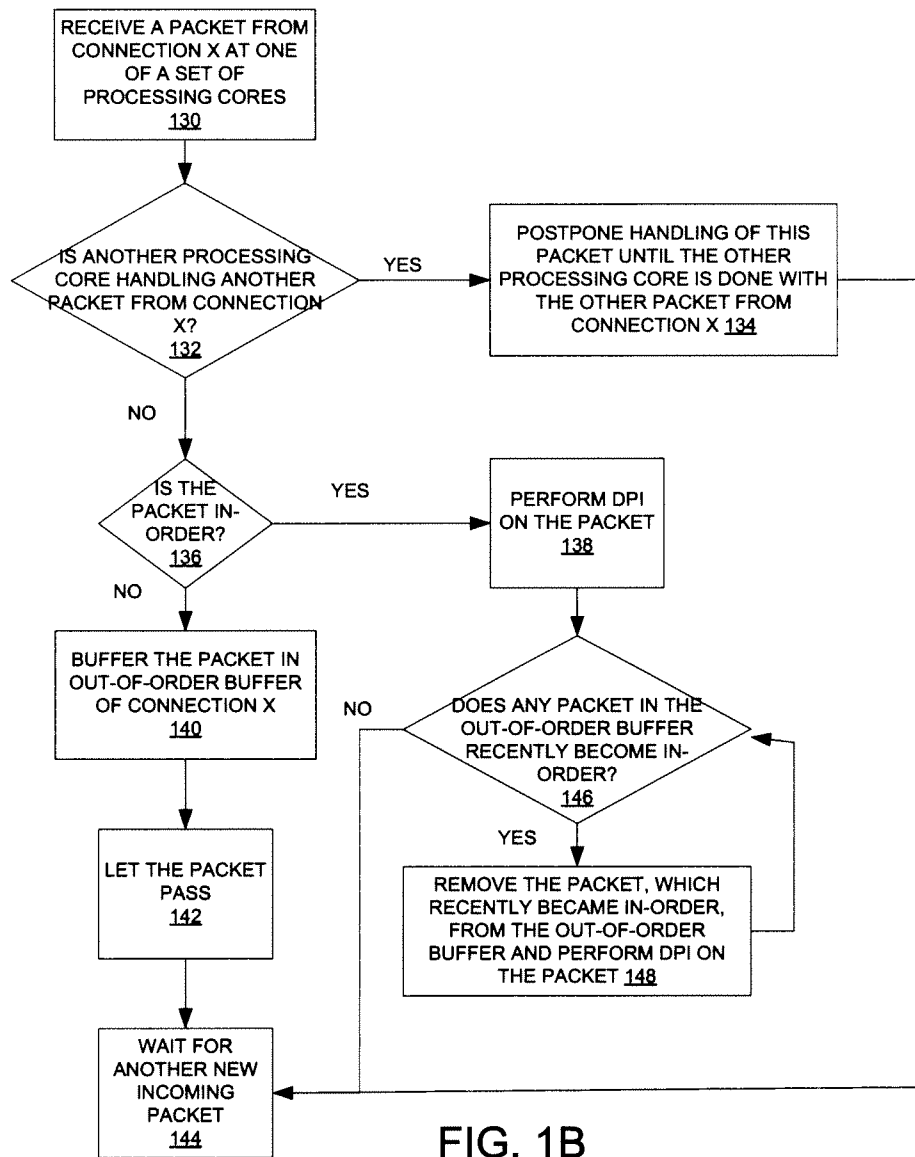 RECEIVE A PACKET FROM
CONNECTION X AT ONE
OF A SET OF
PROCESSING CORES
130
IS ANOTHER PROCESSING
CORE HANDLING ANOTHER
PACKET FROM CONNECTION
X?
132
YES
POSTPONE HANDLING OF THIS
PACKET UNTIL THE OTHER
PROCESSING CORE IS DONE WITH
THE OTHER PACKET FROM
CONNECTION X 134
NO
IS THE
PACKET IN-
ORDER?
136
YES
PERFORM DPI
ON THE PACKET
138
NO
BUFFER THE PACKET IN
OUT-OF-ORDER BUFFER
OF CONNECTION X
140
NO
DOES ANY PACKET IN THE
OUT-OF-ORDER BUFFER
RECENTLY BECOME IN-
ORDER?
146
YES
LET THE PACKET
PASS
142
REMOVE THE PACKET, WHICH
RECENTLY BECAME IN-ORDER,
FROM THE OUT-OF-ORDER
BUFFER AND PERFORM DPI ON
THE PACKET 148
WAIT FOR
ANOTHER NEW
INCOMING
PACKET
144
FIG. 1B